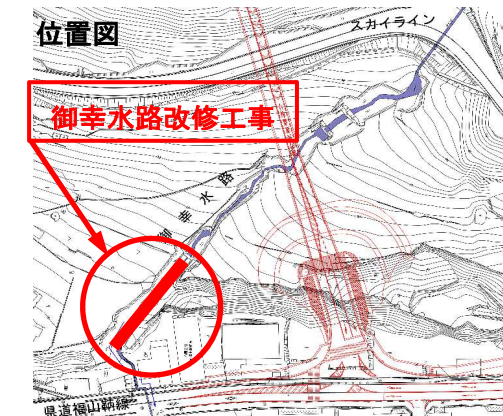 位置図
スカイライン
御幸水路改修工事
御幸水路
県道福山鞆線